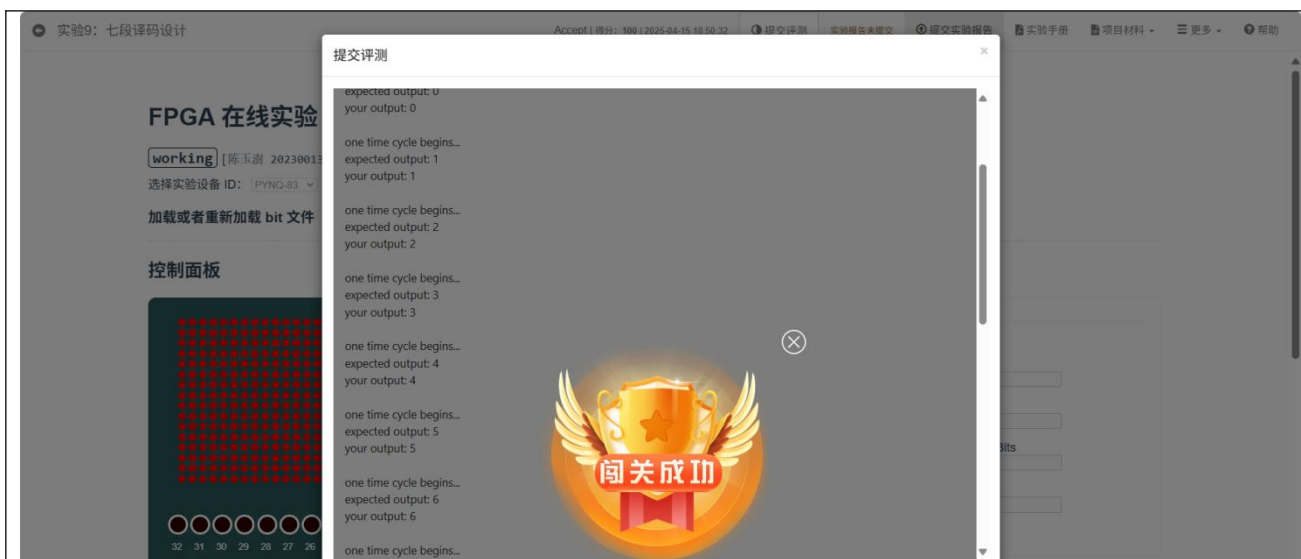 实验9：七段译码设计
Accept | 得分：100 | 2025-04-15 18:50:32
提交评测
实验报告未提交
提交实验报告
实验手册
项目材料
更多
帮助
提交评测
×
FPGA 在线实验
working [陈玉澍 20230013
选择实验设备 ID： PYNQ-83
加载或者重新加载 bit 文件
控制面板
32 31 30 29 28 27 26
expected output: 0
your output: 0
one time cycle begins...
expected output: 1
your output: 1
one time cycle begins...
expected output: 2
your output: 2
one time cycle begins...
expected output: 3
your output: 3
one time cycle begins...
expected output: 4
your output: 4
one time cycle begins...
expected output: 5
your output: 5
one time cycle begins...
expected output: 6
your output: 6
one time cycle begins...
闯关成功
Bits